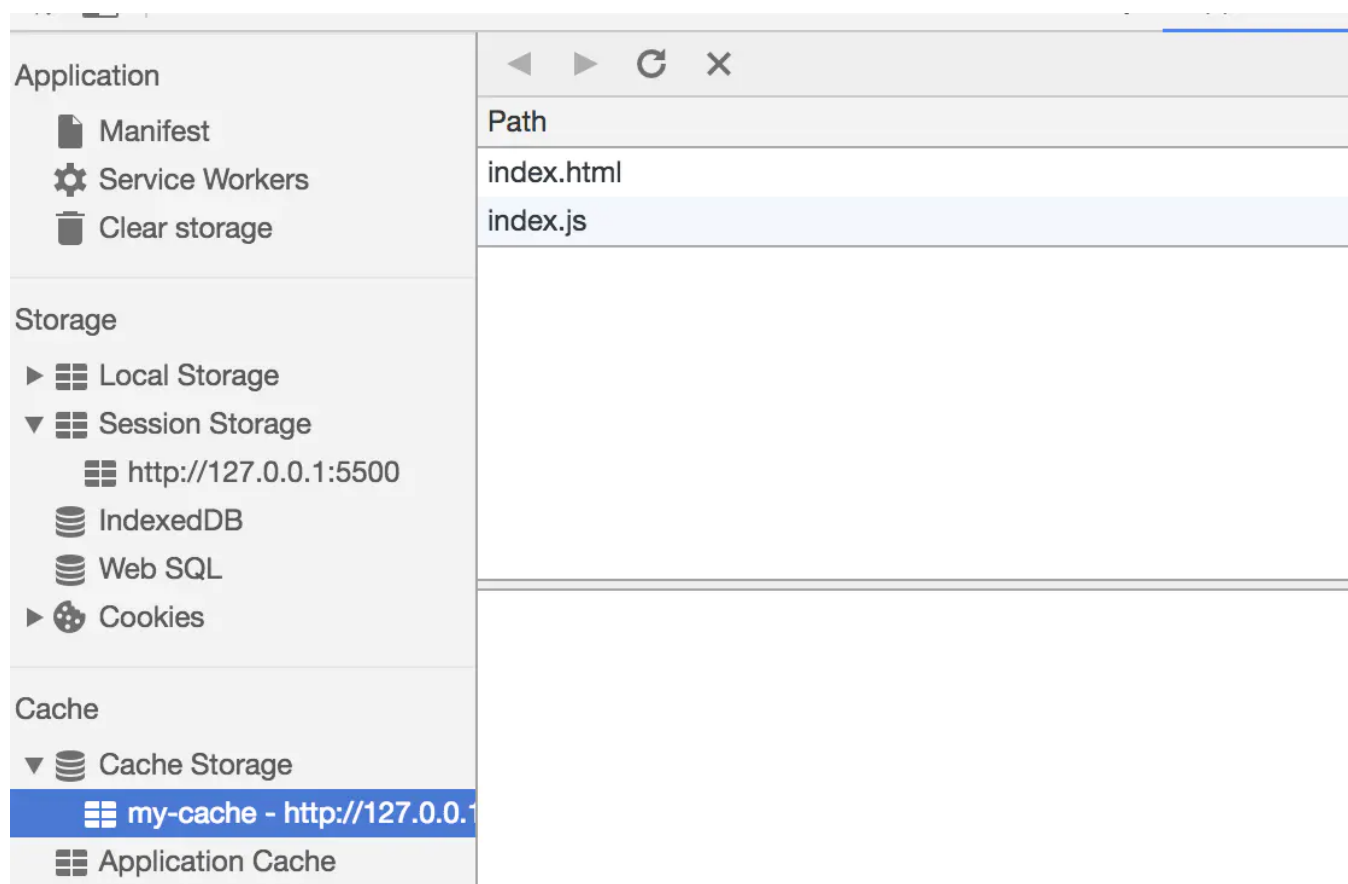 Application
Manifest
Service Workers
Clear storage
Storage
Local Storage
Session Storage
http://127.0.0.1:5500
IndexedDB
Web SQL
Cookies
Cache
Cache Storage
my-cache - http://127.0.0.1
Application Cache
Path
index.html
index.js